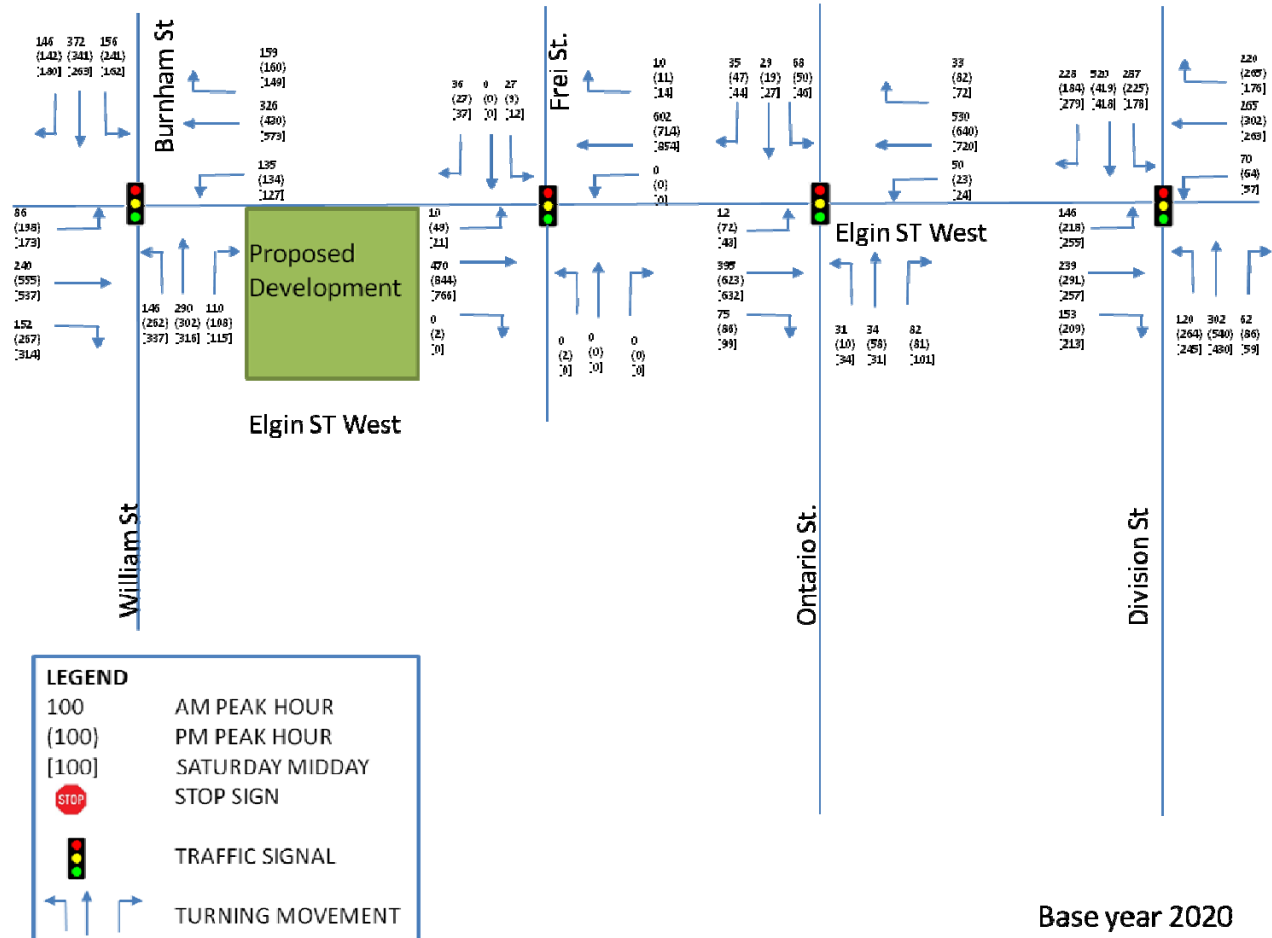 146 372 156
(142) (341) (241)
[180] [263] [162]
Burnham St
159
(160)
[149]
326
(430)
[573]
135
(134)
[127]
86
(198)
[173]
240
(555)
[537]
152
(267)
[314]
146 290 110
(262) (302) (108)
[337] [316] [115]
Proposed
Development
Elgin ST West
William St
36 0 27
(27) (0) (9)
[37] [0] [12]
Frei St.
10
(11)
[14]
602
(714)
[854]
0
(0)
[0]
10
(49)
[21]
470
(844)
[766]
0
(2)
[0]
0 0 0
(2) (0) (0)
[0] [0] [0]
35 29 68
(47) (19) (50)
[44] [27] [46]
33
(82)
[72]
530
(640)
[720]
50
(23)
[24]
12
(72)
[43]
395
(623)
[632]
75
(86)
[99]
31 34 82
(10) (58) (81)
[34] [31] [101]
Elgin ST West
Ontario St.
228 520 287
(184) (419) (225)
[279] [418] [178]
220
(265)
[176]
265
(302)
[263]
70
(64)
[57]
146
(218)
[255]
239
(291)
[257]
153
(209)
[213]
120 302 62
(264) (540) (86)
[245] [430] [59]
Division St
LEGEND
100 AM PEAK HOUR
(100) PM PEAK HOUR
[100] SATURDAY MIDDAY
STOP STOP SIGN
TRAFFIC SIGNAL
TURNING MOVEMENT
Base year 2020